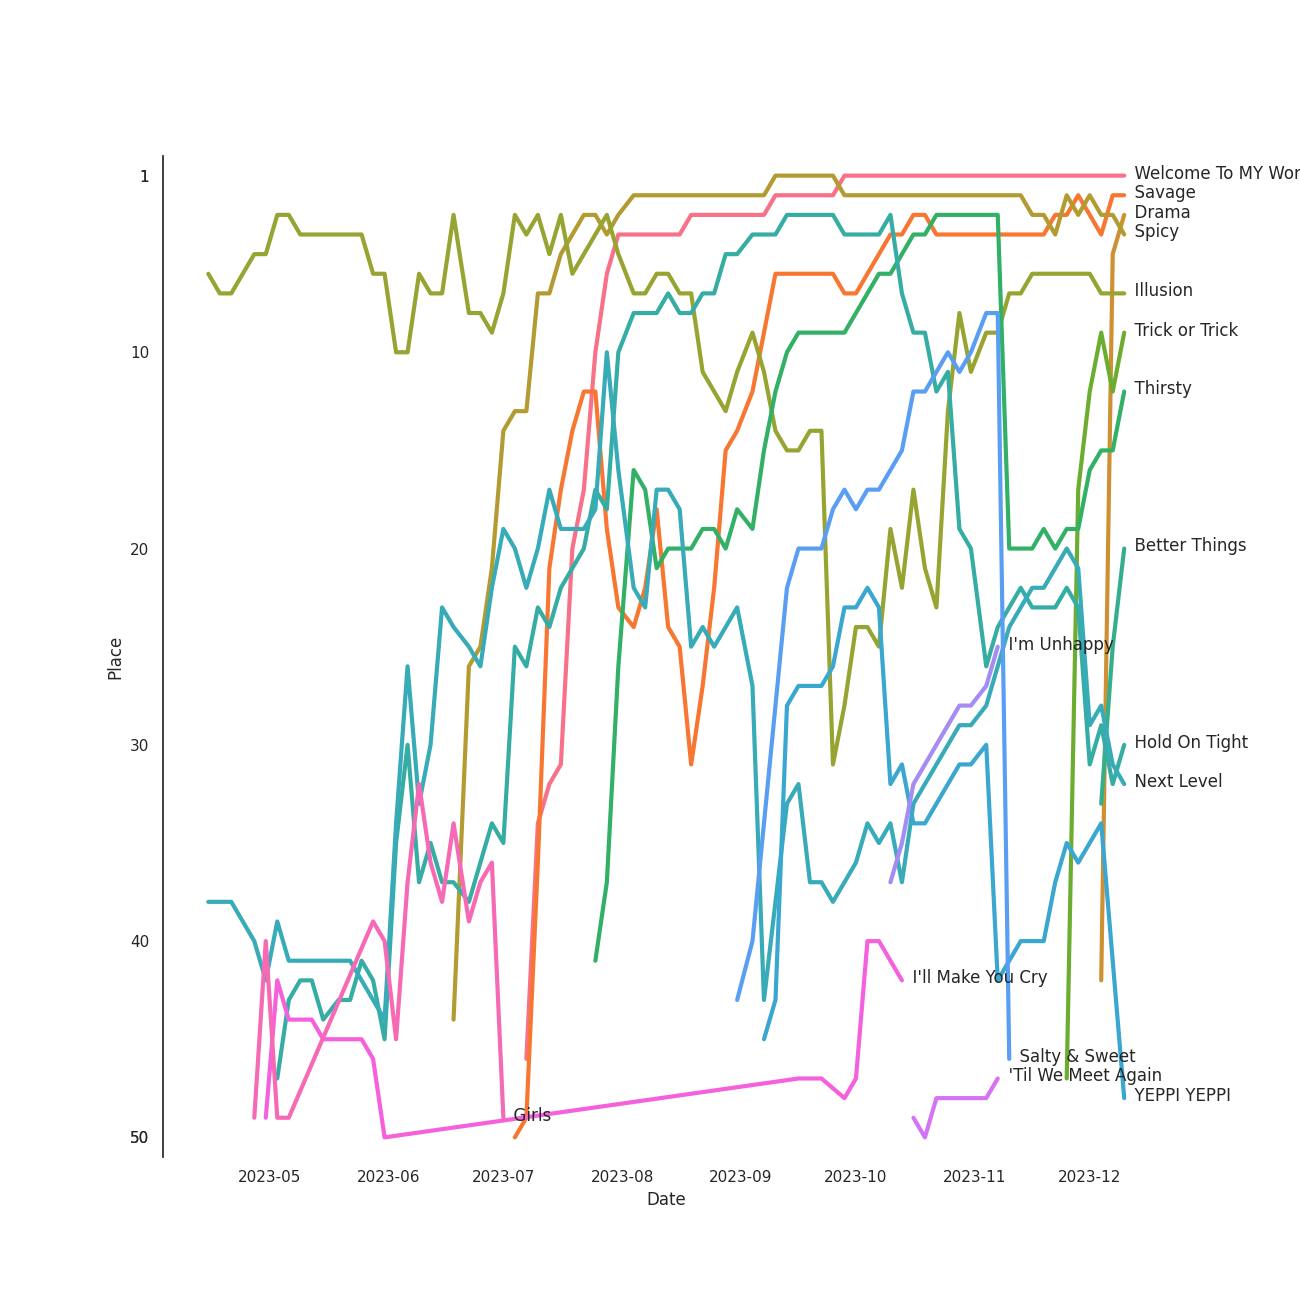 1
Welcome To MY Wor
Savage
Drama
Spicy
Illusion
Trick or Trick
10
Thirsty
20
Better Things
I'm Unhappy
Place
30
Hold On Tight
Next Level
40
I'll Make You Cry
Salty & Sweet
'Til We Meet Again
YEPPI YEPPI
Girls
50
2023-05 2023-06 2023-07 2023-08 2023-09 2023-10 2023-11 2023-12
Date